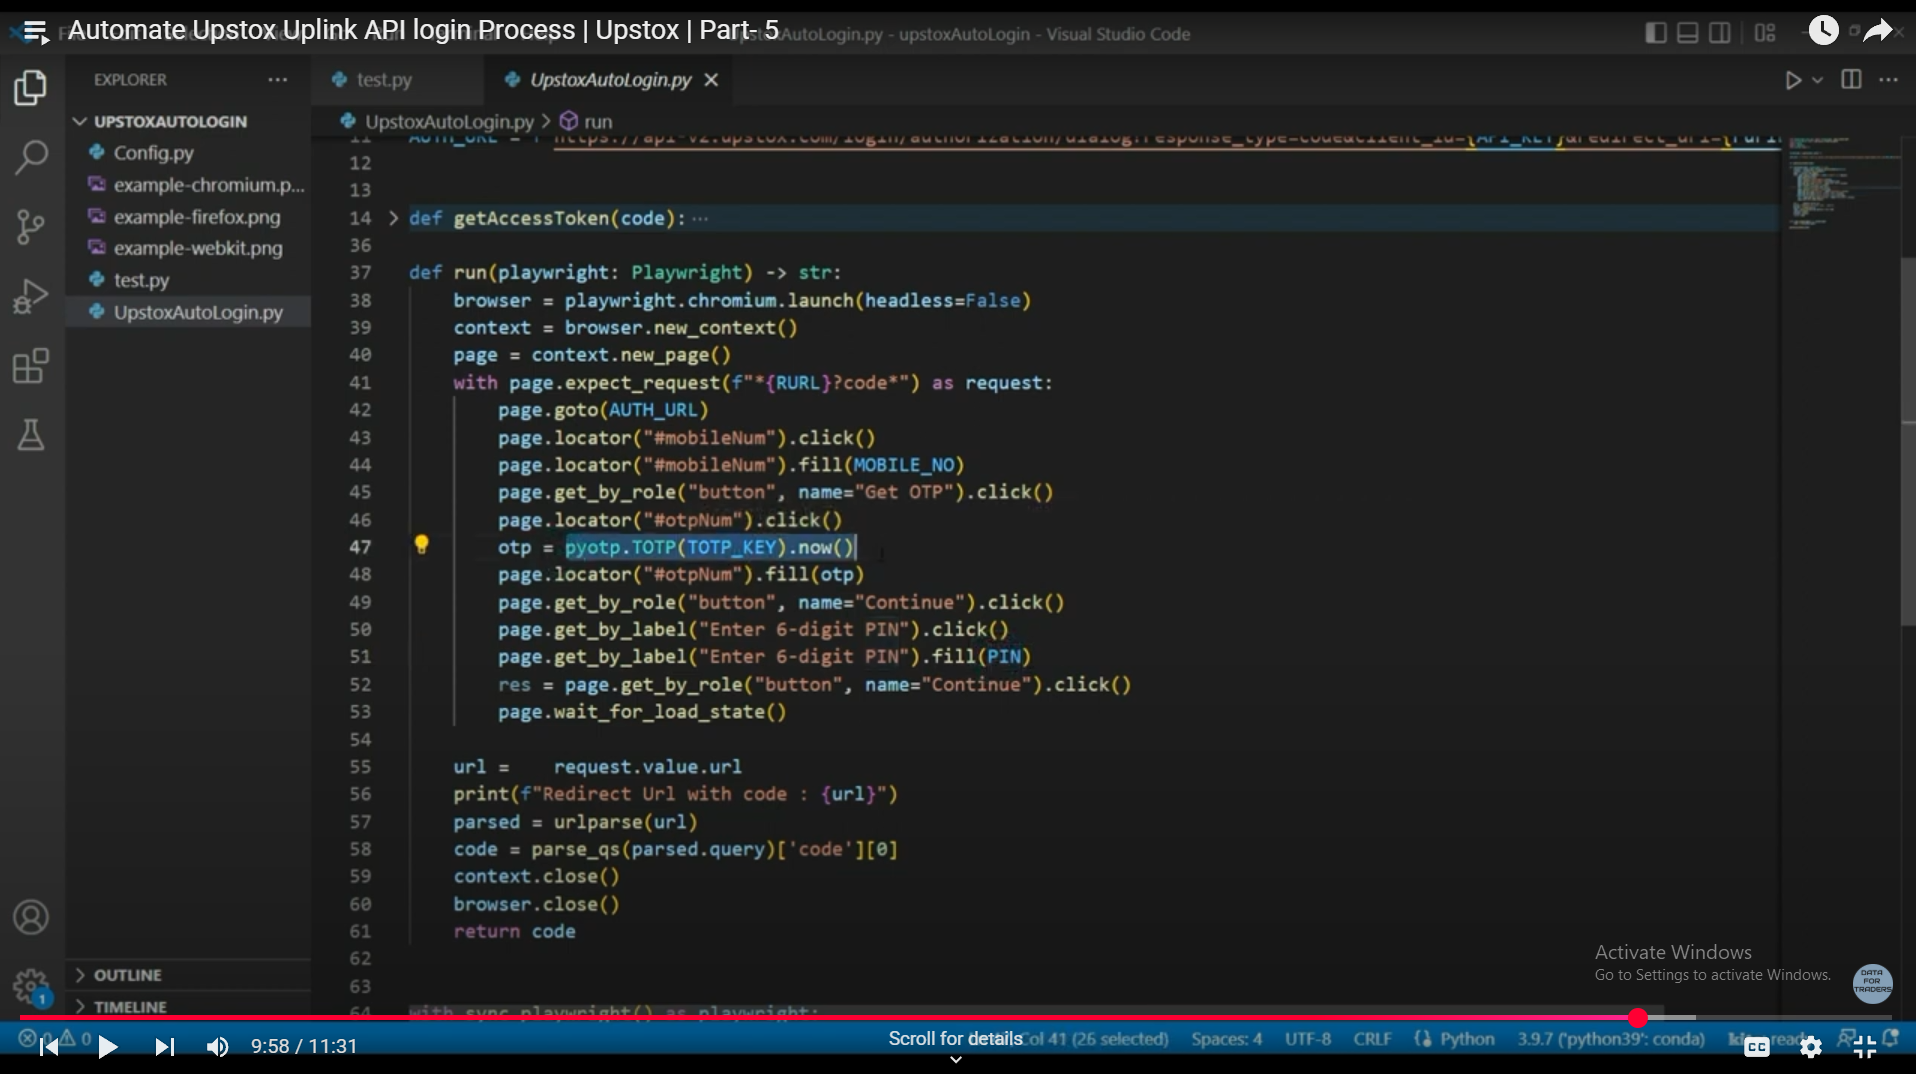 Automate Upstox Uplink API login Process | Upstox | Part- 5
UpstoxAutoLogin.py - upstoxAutoLogin - Visual Studio Code
EXPLORER
test.py
UpstoxAutoLogin.py
UPSTOXAUTOLOGIN
Config.py
example-chromium.p...
example-firefox.png
example-webkit.png
test.py
UpstoxAutoLogin.py
UpstoxAutoLogin.py > run
12
13
14 > def getAccessToken(code): ...
36
37 def run(playwright: Playwright) -> str:
38 browser = playwright.chromium.launch(headless=False)
39 context = browser.new_context()
40 page = context.new_page()
41 with page.expect_request(f"*{RURL}?code*") as request:
42 page.goto(AUTH_URL)
43 page.locator("#mobileNum").click()
44 page.locator("#mobileNum").fill(MOBILE_NO)
45 page.get_by_role("button", name="Get OTP").click()
46 page.locator("#otpNum").click()
47 otp = pyotp.TOTP(TOTP_KEY).now()
48 page.locator("#otpNum").fill(otp)
49 page.get_by_role("button", name="Continue").click()
50 page.get_by_label("Enter 6-digit PIN").click()
51 page.get_by_label("Enter 6-digit PIN").fill(PIN)
52 res = page.get_by_role("button", name="Continue").click()
53 page.wait_for_load_state()
54
55 url = request.value.url
56 print(f"Redirect Url with code : {url}")
57 parsed = urlparse(url)
58 code = parse_qs(parsed.query)['code'][0]
59 context.close()
60 browser.close()
61 return code
62
63
64 with sync_playwright() as playwright:
OUTLINE
TIMELINE
1
Activate Windows
Go to Settings to activate Windows.
DATA
FOR
TRADERS
9:58 / 11:31
Scroll for details
Col 41 (26 selected)
Spaces: 4
UTF-8
CRLF
Python
3.9.7 ('python39': conda)
CC